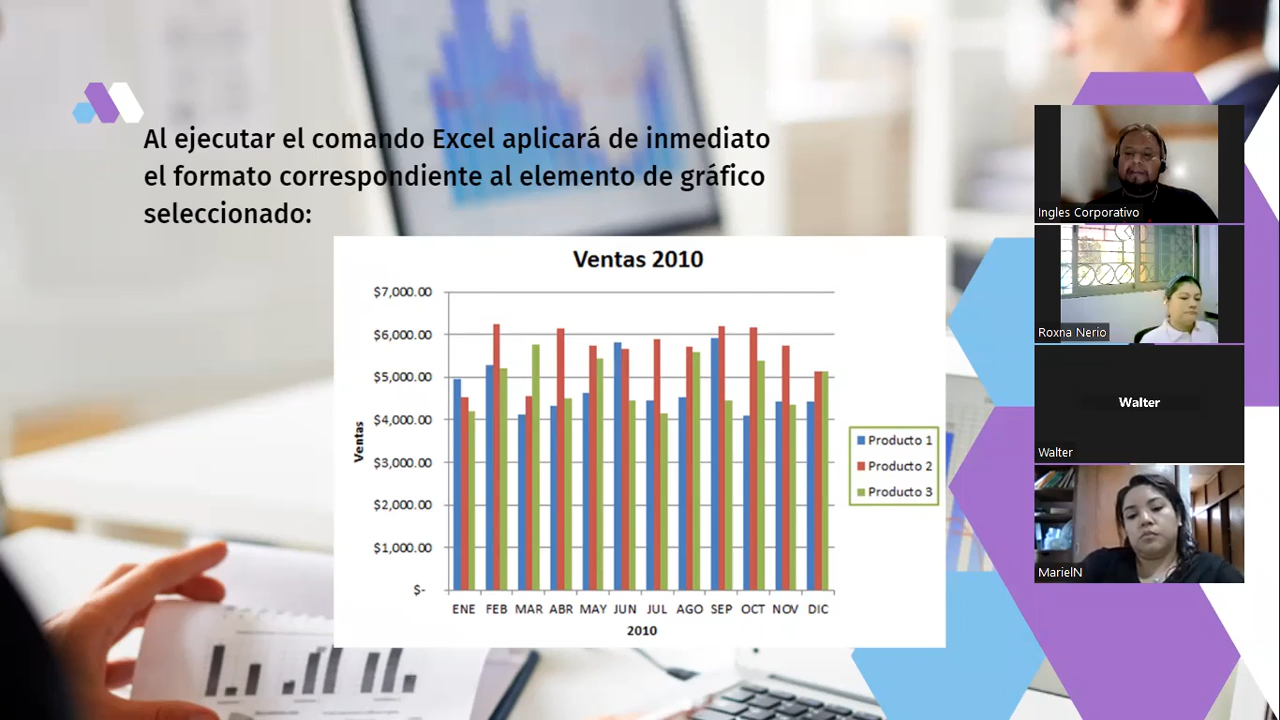 Al ejecutar el comando Excel aplicará de inmediato
el formato correspondiente al elemento de gráfico
seleccionado:
Ventas 2010
$7,000.00
$6,000.00
$5,000.00
$4,000.00
$3,000.00
$2,000.00
$1,000.00
$-
Ventas
ENE FEB MAR ABR MAY JUN JUL AGO SEP OCT NOV DIC
2010
Producto 1
Producto 2
Producto 3
Ingles Corporativo
Roxna Nerio
Walter
Walter
MarielN